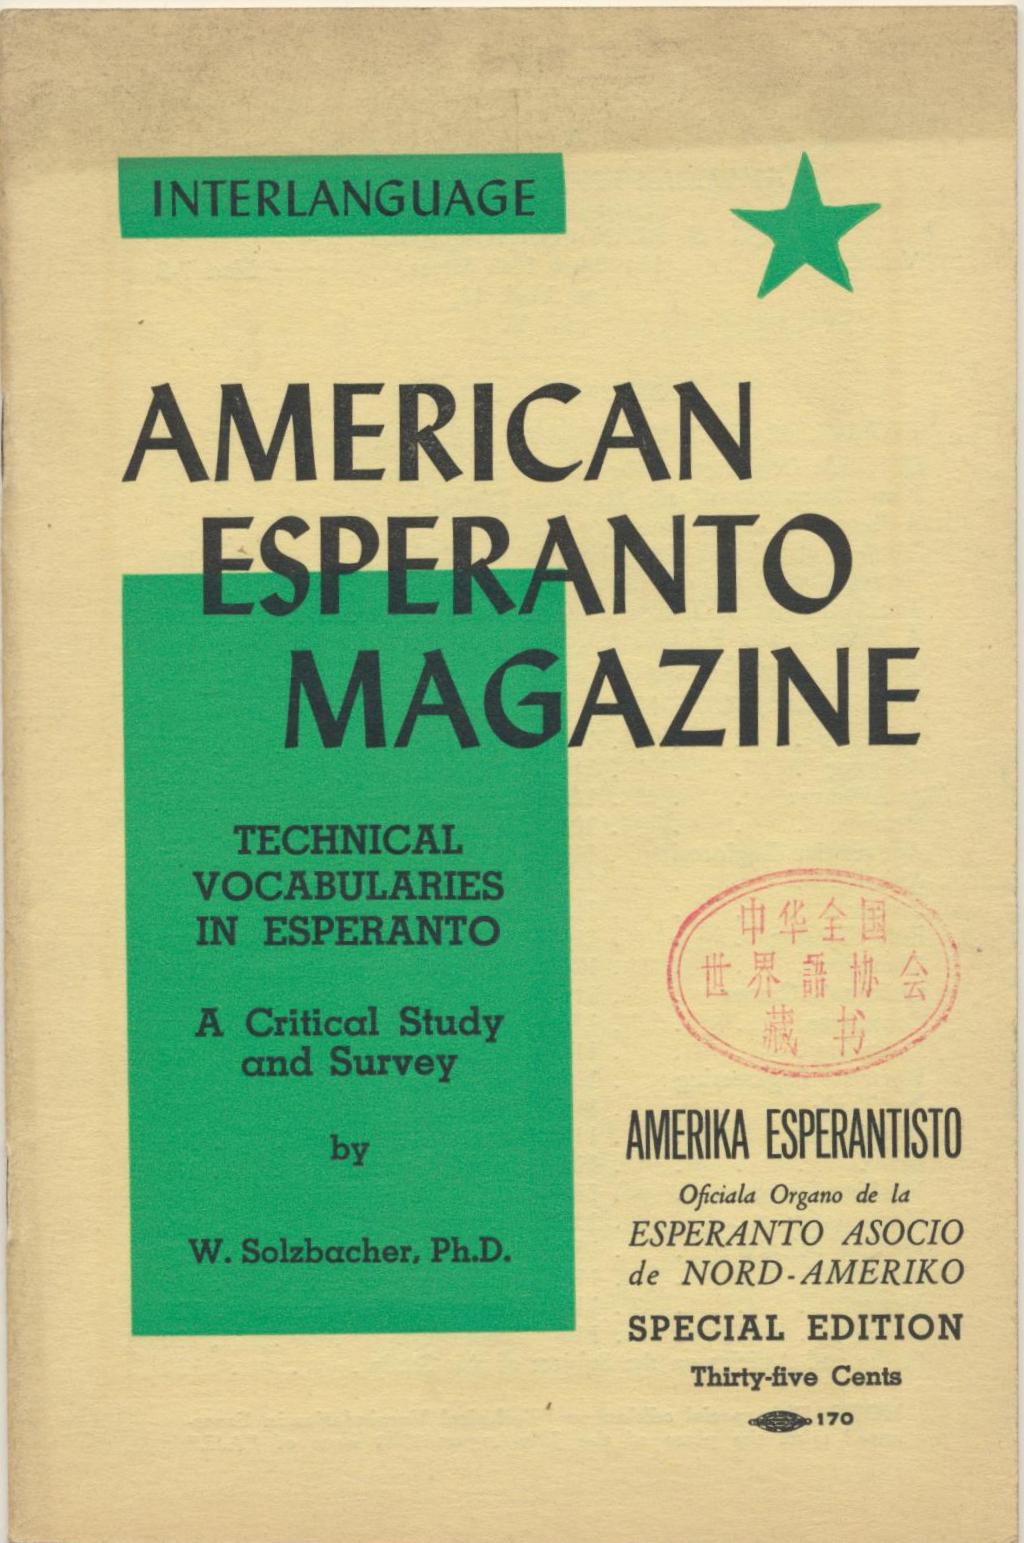 INTERLANGUAGE
AMERICAN
ESPERANTO
MAGAZINE
TECHNICAL
VOCABULARIES
IN ESPERANTO
A Critical Study
and Survey
by
W. Solzbacher, Ph.D.
中华全国
世界語协会
藏书
AMERIKA ESPERANTISTO
Oficiala Organo de la
ESPERANTO ASOCIO
de NORD-AMERIKO
SPECIAL EDITION
Thirty-five Cents
170